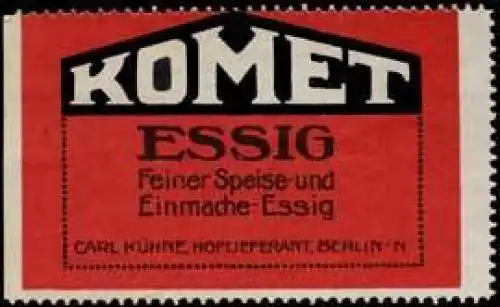 KOMET
ESSIG
Feiner Speise-und
Einmache-Essig
CARL KÜHNE, HOFLIEFERANT, BERLIN-N